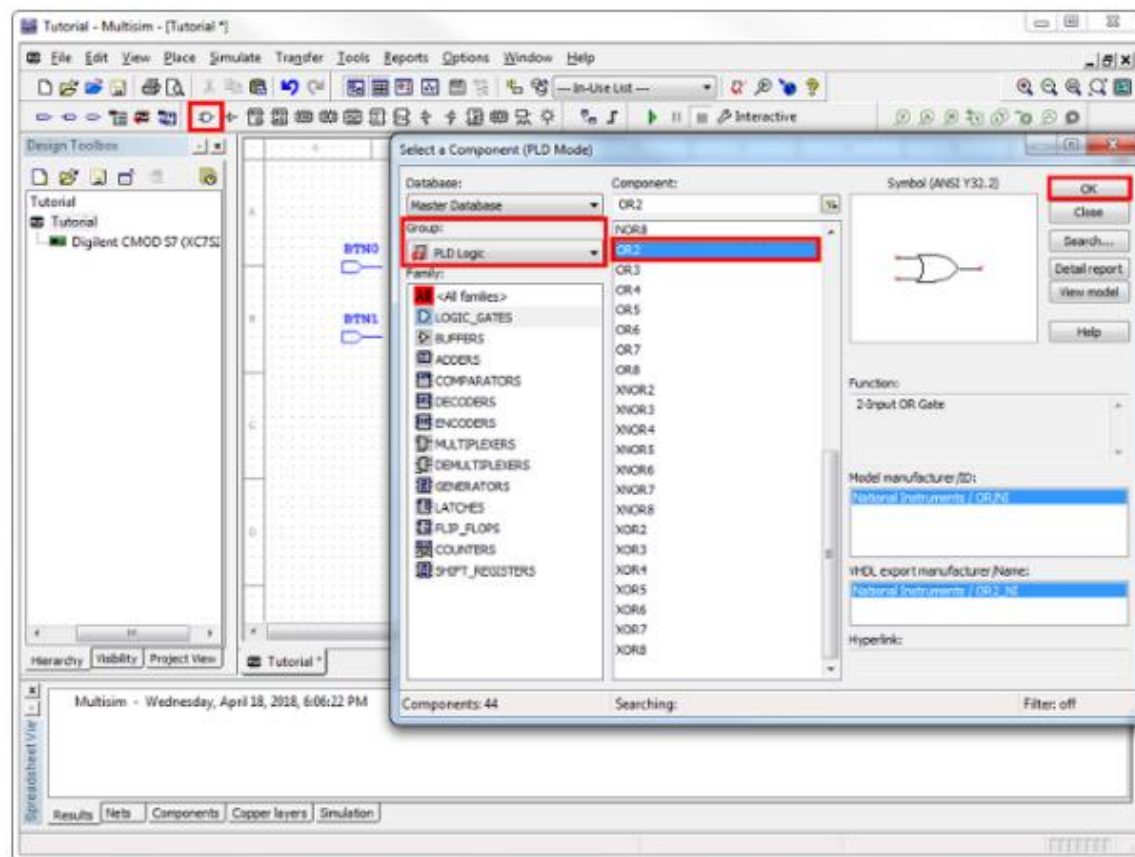 Tutorial - Multisim - [Tutorial *]
File Edit View Place Simulate Transfer Tools Reports Options Window Help
--- In-Use List ---
Interactive
Design Toolbox
Tutorial
Tutorial
Digilent CMOD S7 (XC7S2
Hierarchy Visibility Project View
A
B
C
D
BTN0
BTN1
Tutorial *
Select a Component (PLD Mode)
Database:
Master Database
Group:
PLD Logic
Family:
All <All families>
LOGIC_GATES
BUFFERS
ADDERS
COMPARATORS
DECODERS
ENCODERS
MULTIPLEXERS
DEMULTIPLEXERS
GENERATORS
LATCHES
FLIP_FLOPS
COUNTERS
SHIFT_REGISTERS
Component:
OR2
NOR8
OR2
OR3
OR4
OR5
OR6
OR7
OR8
XNOR2
XNOR3
XNOR4
XNOR5
XNOR6
XNOR7
XNOR8
XOR2
XOR3
XOR4
XOR5
XOR6
XOR7
XOR8
Symbol (ANSI Y32.2)
OK
Close
Search...
Detail report
View model
Help
Function:
2-Input OR Gate
Model manufacturer/ID:
National Instruments / OR/NI
VHDL export manufacturer/Name:
National Instruments / OR2_NI
Hyperlink:
Components: 44
Searching:
Filter: off
Spreadsheet Vie
Multisim - Wednesday, April 18, 2018, 6:06:22 PM
Results Nets Components Copper layers Simulation